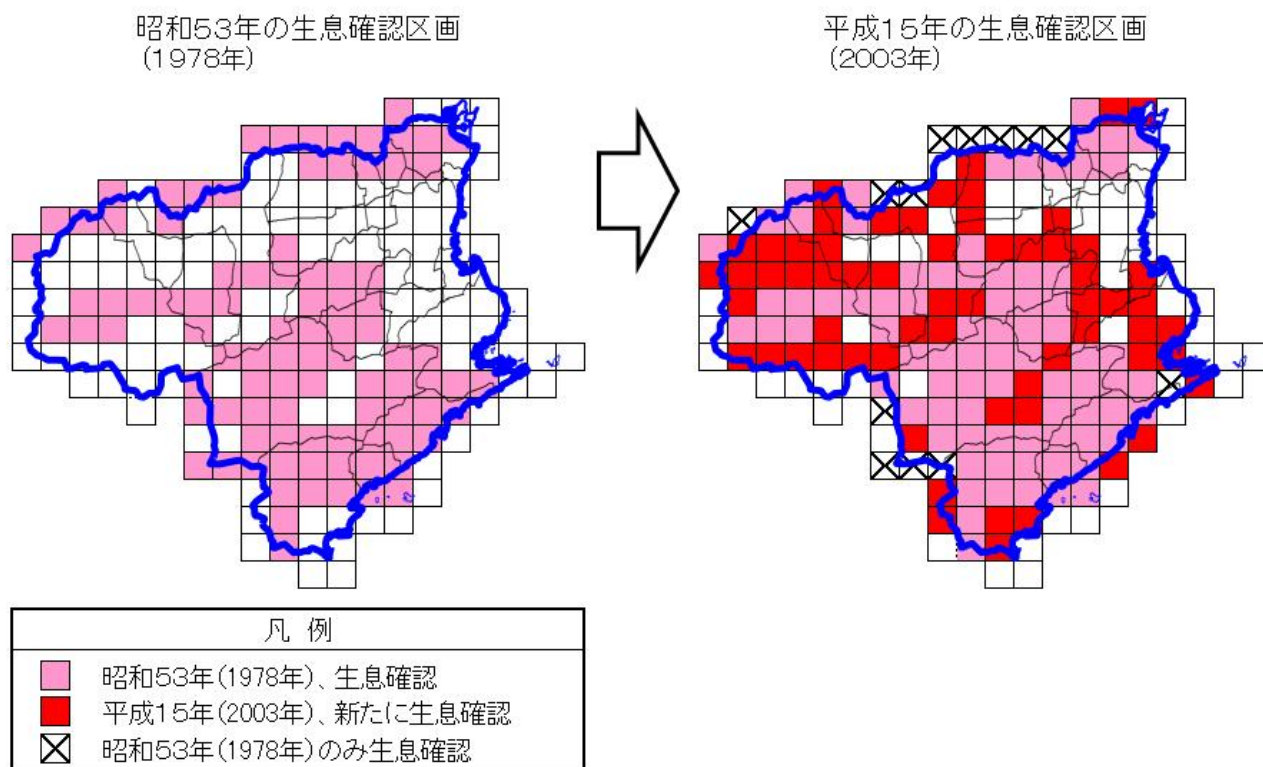 昭和53年の生息確認区画
(1978年)
平成15年の生息確認区画
(2003年)
凡 例
昭和53年(1978年)、生息確認
平成15年(2003年)、新たに生息確認
昭和53年(1978年)のみ生息確認